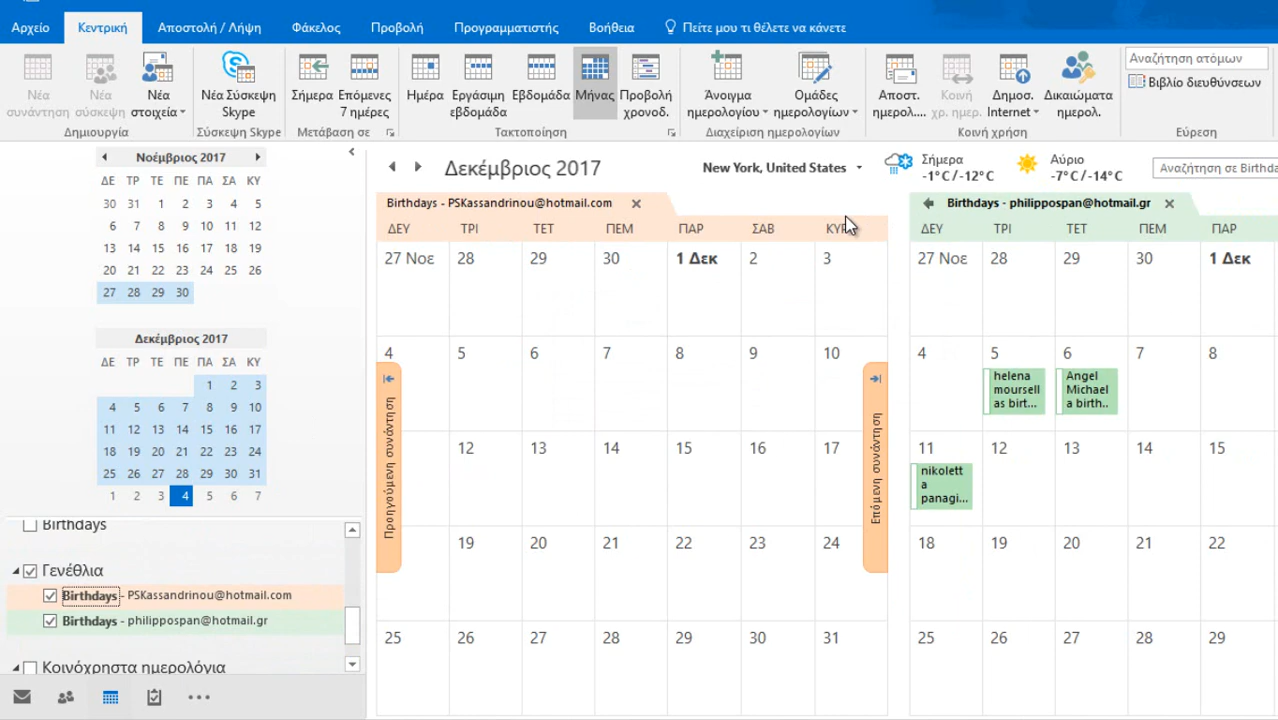 Αρχείο Κεντρική Αποστολή / Λήψη Φάκελος Προβολή Προγραμματιστής Βοήθεια Πείτε μου τι θέλετε να κάνετε
Νέα συνάντηση
Νέα σύσκεψη
Νέα στοιχεία
Δημιουργία
Νέα Σύσκεψη Skype
Σύσκεψη Skype
Σήμερα
Επόμενες 7 ημέρες
Μετάβαση σε
Ημέρα
Εργάσιμη εβδομάδα
Εβδομάδα
Μήνας
Προβολή χρονοδ.
Τακτοποίηση
Άνοιγμα ημερολογίου
Ομάδες ημερολογίων
Διαχείριση ημερολογίων
Αποστ. ημερολ....
Κοινή χρ. ημερ.
Δημοσ. Internet
Δικαιώματα ημερολ.
Κοινή χρήση
Αναζήτηση ατόμων
Βιβλίο διευθύνσεων
Εύρεση
Νοέμβριος 2017
ΔΕ ΤΡ ΤΕ ΠΕ ΠΑ ΣΑ ΚΥ
30 31 1 2 3 4 5
6 7 8 9 10 11 12
13 14 15 16 17 18 19
20 21 22 23 24 25 26
27 28 29 30
Δεκέμβριος 2017
ΔΕ ΤΡ ΤΕ ΠΕ ΠΑ ΣΑ ΚΥ
1 2 3
4 5 6 7 8 9 10
11 12 13 14 15 16 17
18 19 20 21 22 23 24
25 26 27 28 29 30 31
1 2 3 4 5 6 7
Birthdays
Γενέθλια
Birthdays - PSKassandrinou@hotmail.com
Birthdays - philippospan@hotmail.gr
Κοινόχρηστα ημερολόγια
Δεκέμβριος 2017
New York, United States
Σήμερα
-1°C/-12°C
Αύριο
-7°C/-14°C
Αναζήτηση σε Birthda
Birthdays - PSKassandrinou@hotmail.com
ΔΕΥ ΤΡΙ ΤΕΤ ΠΕΜ ΠΑΡ ΣΑΒ ΚΥΡ
27 Νοε 28 29 30 1 Δεκ 2 3
4 5 6 7 8 9 10
12 13 14 15 16 17
19 20 21 22 23 24
25 26 27 28 29 30 31
Προηγούμενη συνάντηση
Επόμενη συνάντηση
Birthdays - philippospan@hotmail.gr
ΔΕΥ ΤΡΙ ΤΕΤ ΠΕΜ ΠΑΡ
27 Νοε 28 29 30 1 Δεκ
4 5 6 7 8
helena
moursell
as birt...
Angel
Michael
a birth..
11 12 13 14 15
nikolett
a
panagi...
18 19 20 21 22
25 26 27 28 29